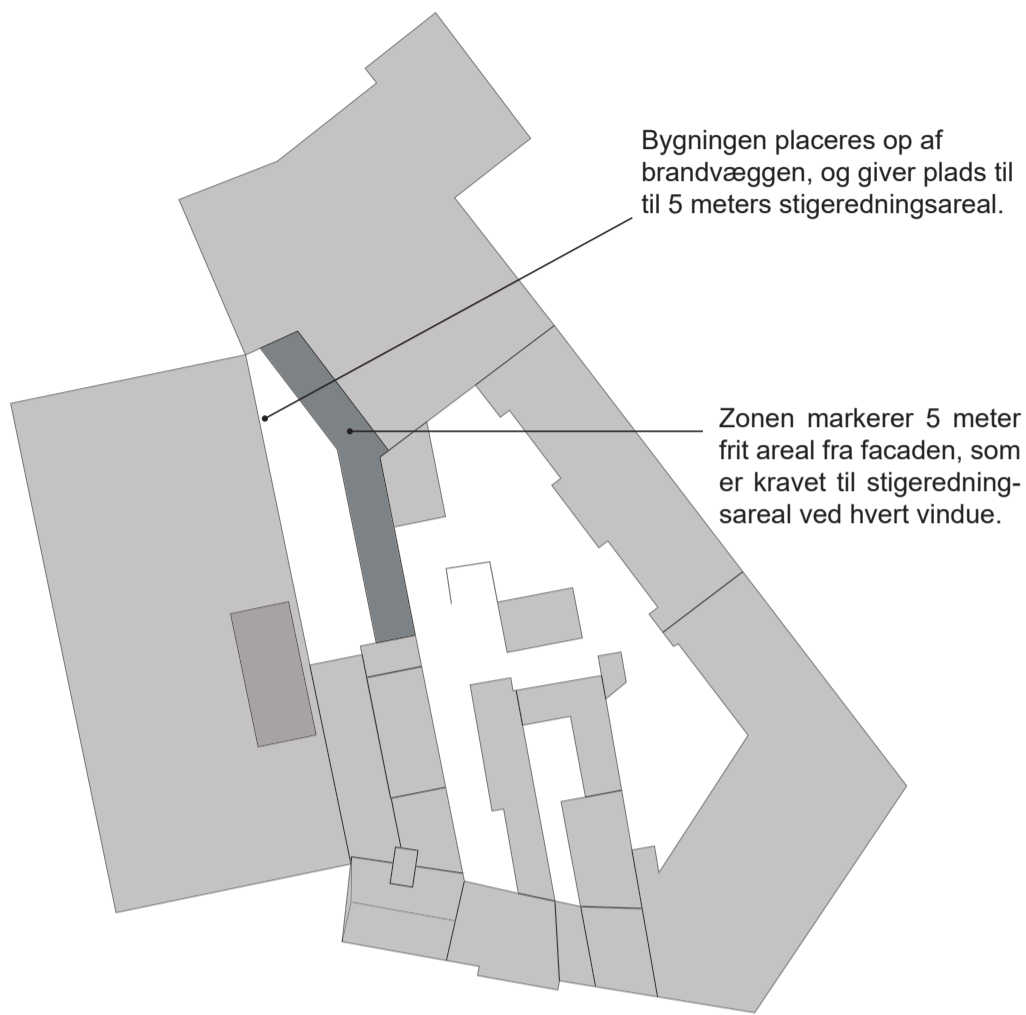 Bygningen placeres op af
brandvæggen, og giver plads til
til 5 meters stigeredningsareal.
Zonen markerer 5 meter
frit areal fra facaden, som
er kravet til stigeredning-
sareal ved hvert vindue.